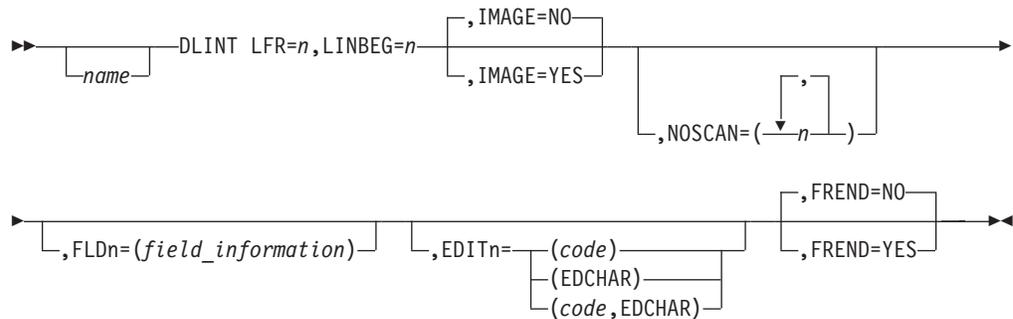 ,IMAGE=NO
DLINT LFR=n,LINBEG=n
name
,IMAGE=YES
,
,NOSCAN=( n )
,FREND=NO
,FLDn=(field_information)
,EDITn= (code)
,FREND=YES
(EDCHAR)
(code,EDCHAR)